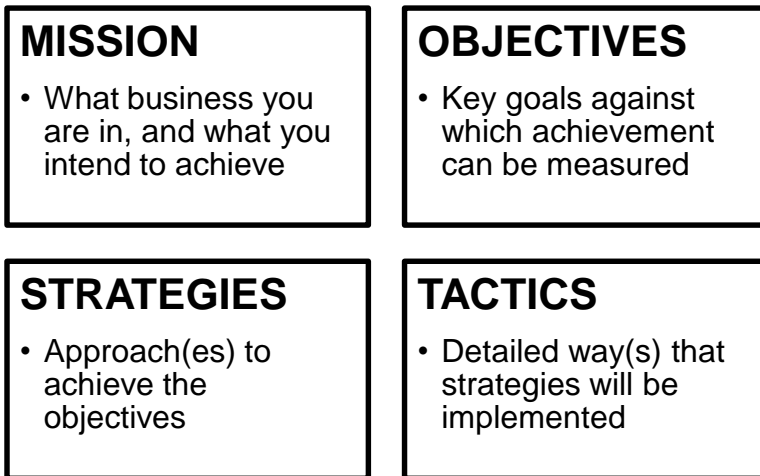 MISSION
• What business you
are in, and what you
intend to achieve
OBJECTIVES
• Key goals against
which achievement
can be measured
STRATEGIES
• Approach(es) to
achieve the
objectives
TACTICS
• Detailed way(s) that
strategies will be
implemented